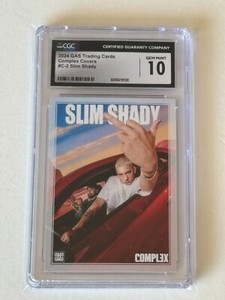 CGC
CERTIFIED GUARANTY COMPANY
2024 GAS Trading Cards
Complex Covers
#C-2 Slim Shady
GEM MINT
10
SLIM SHADY
COMPLEX